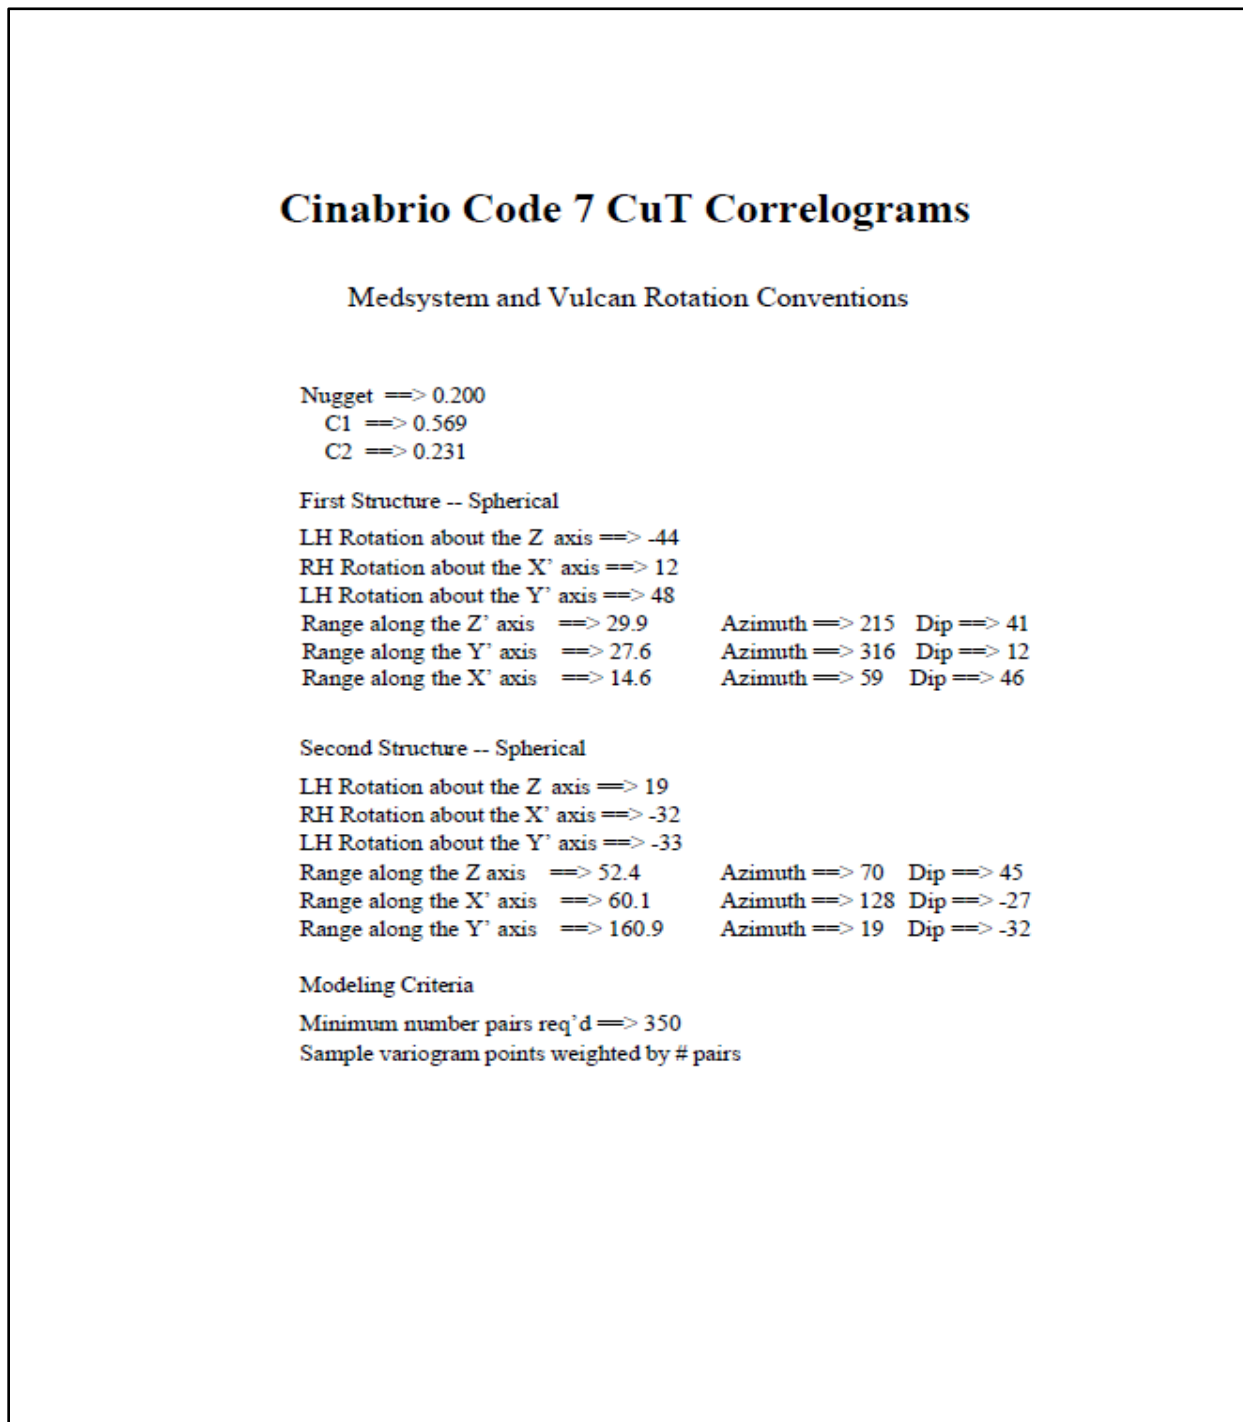 Cinabrio Code 7 CuT Correlograms
Medsystem and Vulcan Rotation Conventions
Nugget ==> 0.200
C1 ==> 0.569
C2 ==> 0.231
First Structure -- Spherical
LH Rotation about the Z axis ==> -44
RH Rotation about the X’ axis ==> 12
LH Rotation about the Y’ axis ==> 48
Range along the Z’ axis ==> 29.9 Azimuth ==> 215 Dip ==> 41
Range along the Y’ axis ==> 27.6 Azimuth ==> 316 Dip ==> 12
Range along the X’ axis ==> 14.6 Azimuth ==> 59 Dip ==> 46
Second Structure -- Spherical
LH Rotation about the Z axis ==> 19
RH Rotation about the X’ axis ==> -32
LH Rotation about the Y’ axis ==> -33
Range along the Z axis ==> 52.4 Azimuth ==> 70 Dip ==> 45
Range along the X’ axis ==> 60.1 Azimuth ==> 128 Dip ==> -27
Range along the Y’ axis ==> 160.9 Azimuth ==> 19 Dip ==> -32
Modeling Criteria
Minimum number pairs req’d ==> 350
Sample variogram points weighted by # pairs